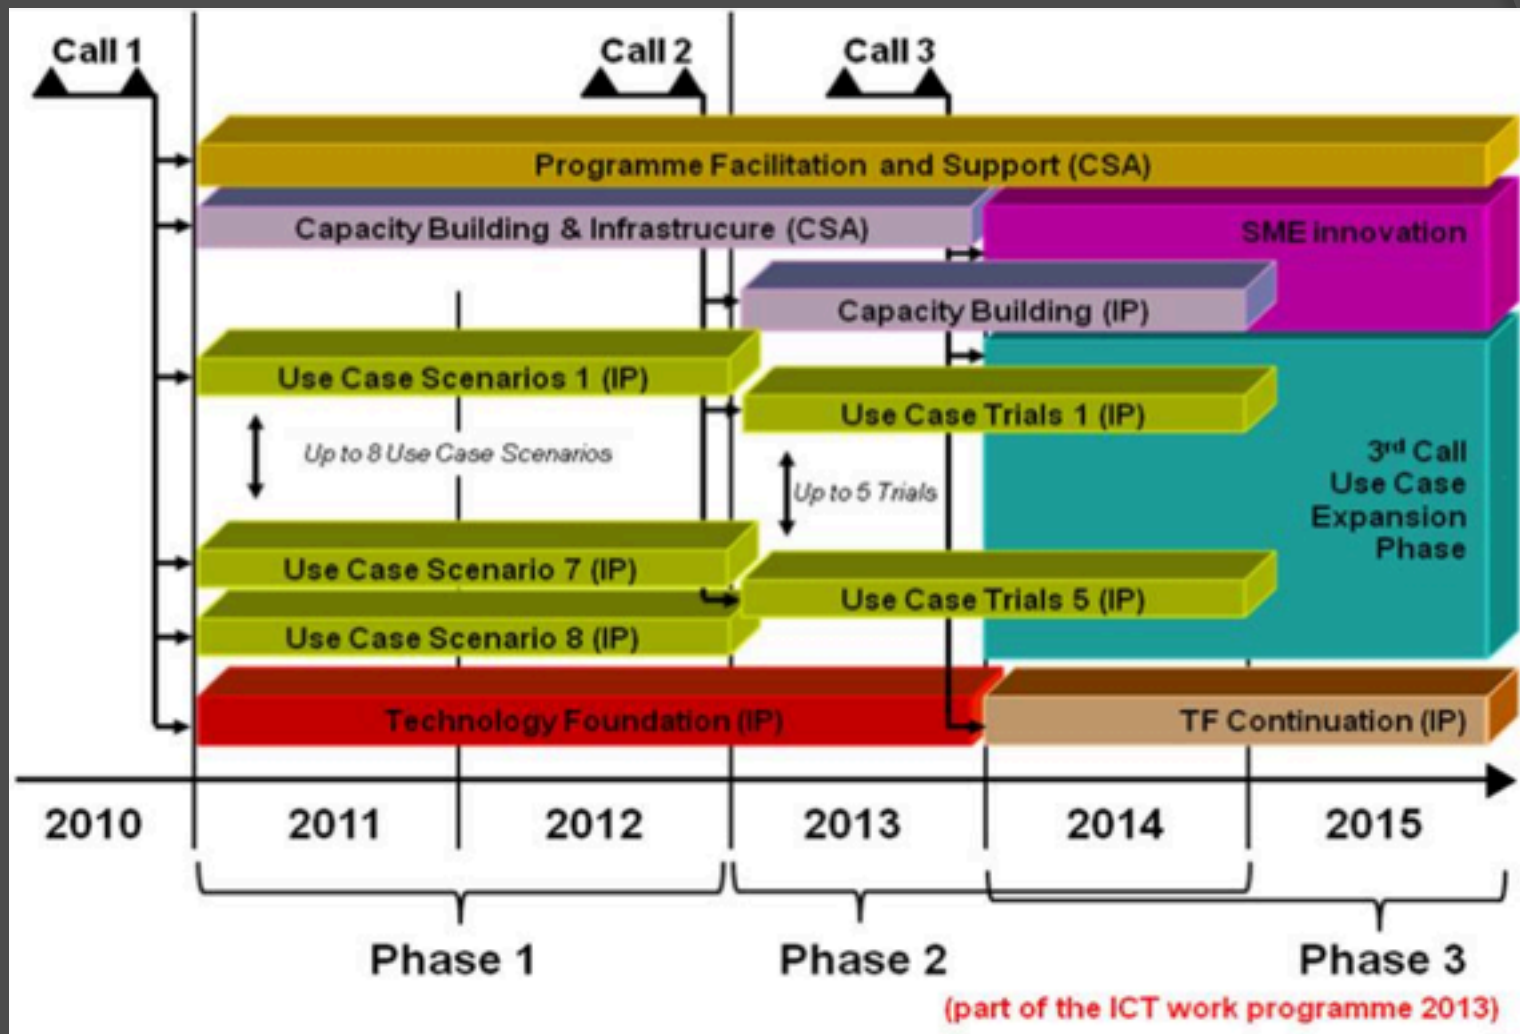 Call 1
Call 2
Call 3
Programme Facilitation and Support (CSA)
Capacity Building & Infrastrucure (CSA)
SME innovation
Capacity Building (IP)
Use Case Scenarios 1 (IP)
Use Case Trials 1 (IP)
Up to 8 Use Case Scenarios
Up to 5 Trials
3rd Call
Use Case
Expansion
Phase
Use Case Scenario 7 (IP)
Use Case Trials 5 (IP)
Use Case Scenario 8 (IP)
Technology Foundation (IP)
TF Continuation (IP)
2010
2011
2012
2013
2014
2015
Phase 1
Phase 2
Phase 3
(part of the ICT work programme 2013)